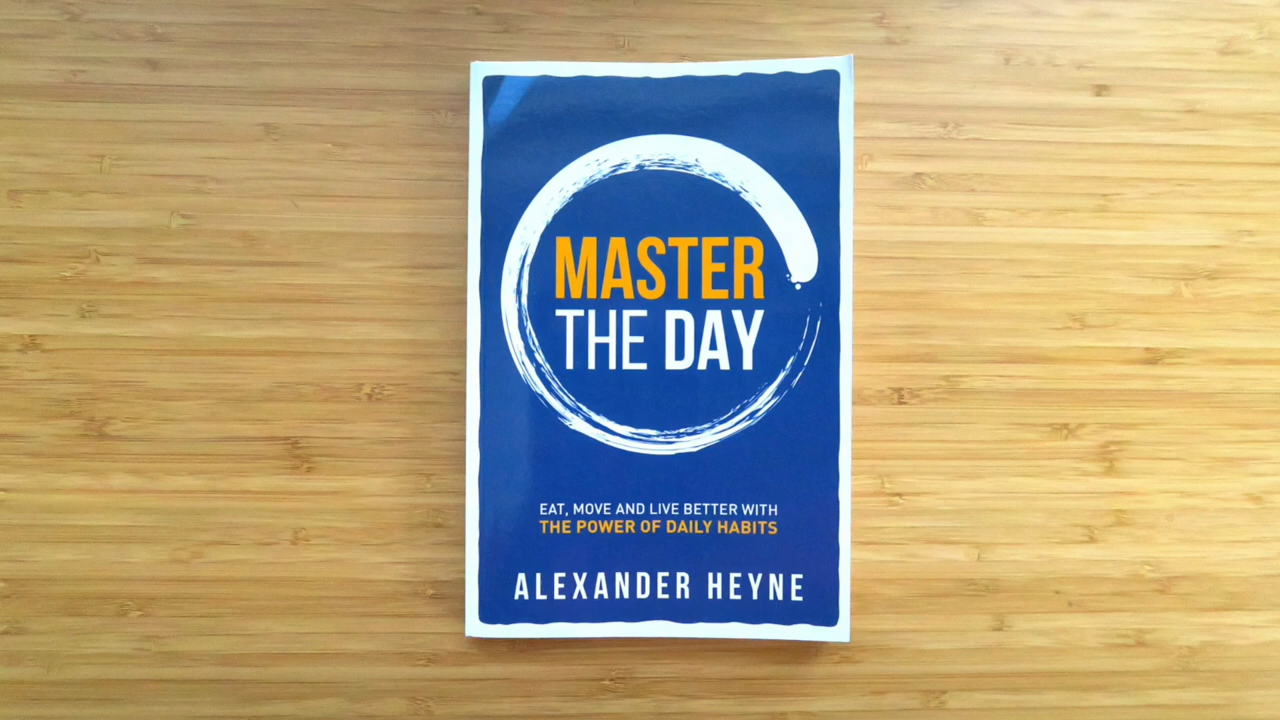 MASTER
THE DAY
EAT, MOVE AND LIVE BETTER WITH
THE POWER OF DAILY HABITS
ALEXANDER HEYNE